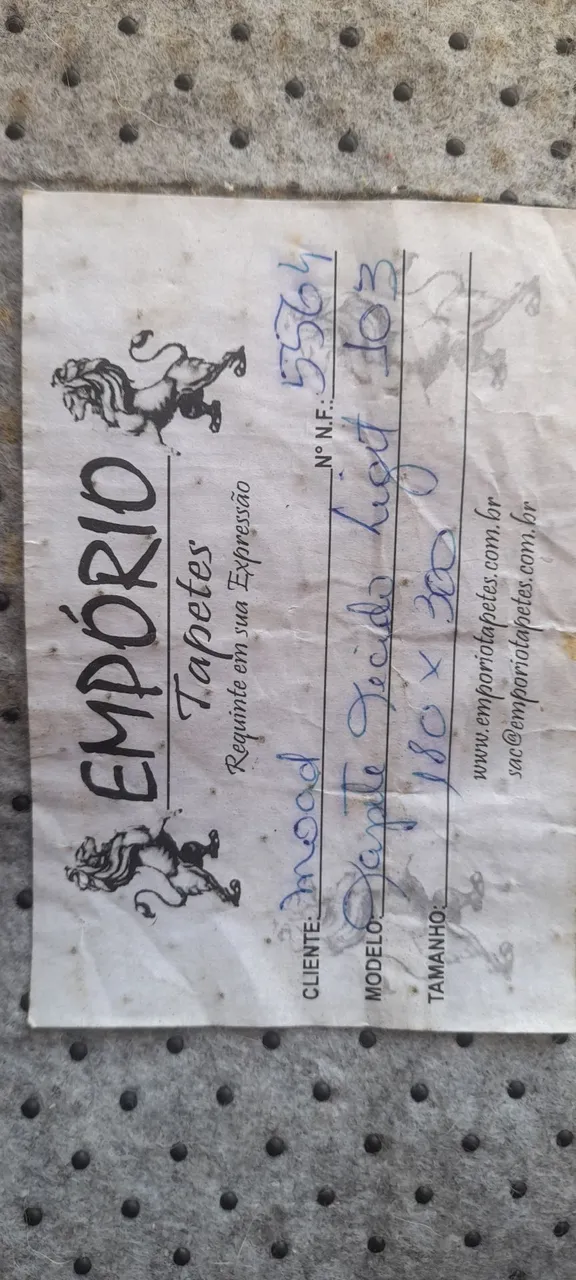 EMPÓRIO
Tapetes
Requinte em sua Expressão
CLIENTE: Mood Nº N.F.: 5564
MODELO: Tapete Tecido Light 103
TAMANHO: 180 x 300
www.emporiotapetes.com.br
sac@emporiotapetes.com.br